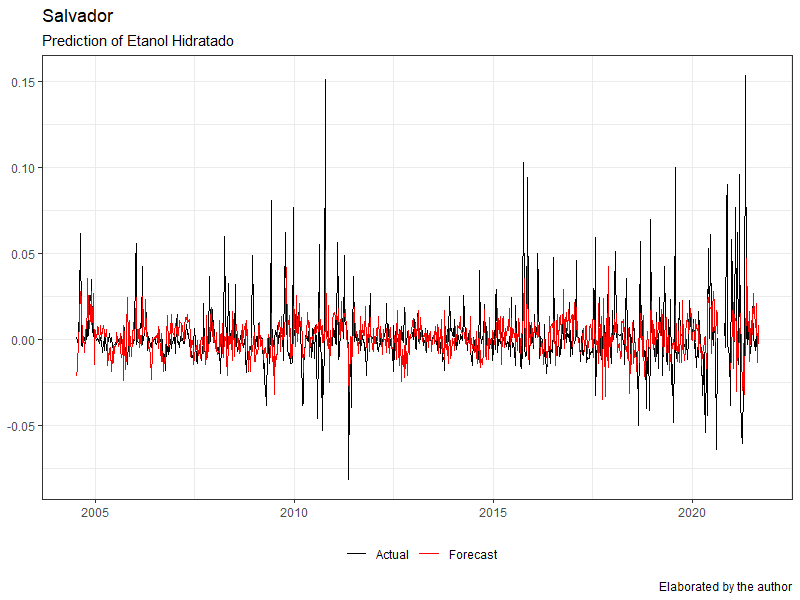 Salvador
Prediction of Etanol Hidratado
0.15
0.10
0.05
0.00
-0.05
2005 2010 2015 2020
Actual Forecast
Elaborated by the author